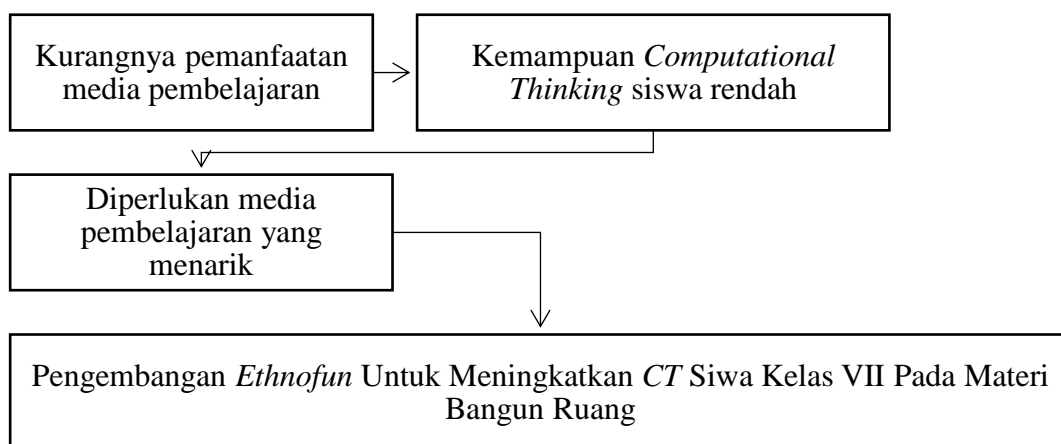 Kurangnya pemanfaatan
media pembelajaran
Kemampuan Computational
Thinking siswa rendah
Diperlukan media
pembelajaran yang
menarik
Pengembangan Ethnofun Untuk Meningkatkan CT Siwa Kelas VII Pada Materi
Bangun Ruang